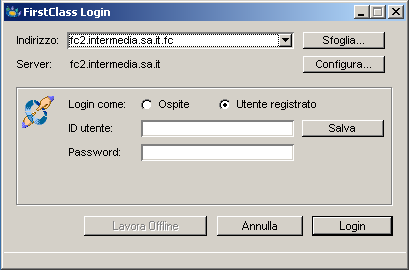 FirstClass Login
Indirizzo: fc2.intermedia.sa.it.fc Sfoglia...
Server: fc2.intermedia.sa.it Configura...
Login come: Ospite Utente registrato
ID utente: Salva
Password:
Lavora Offline Annulla Login